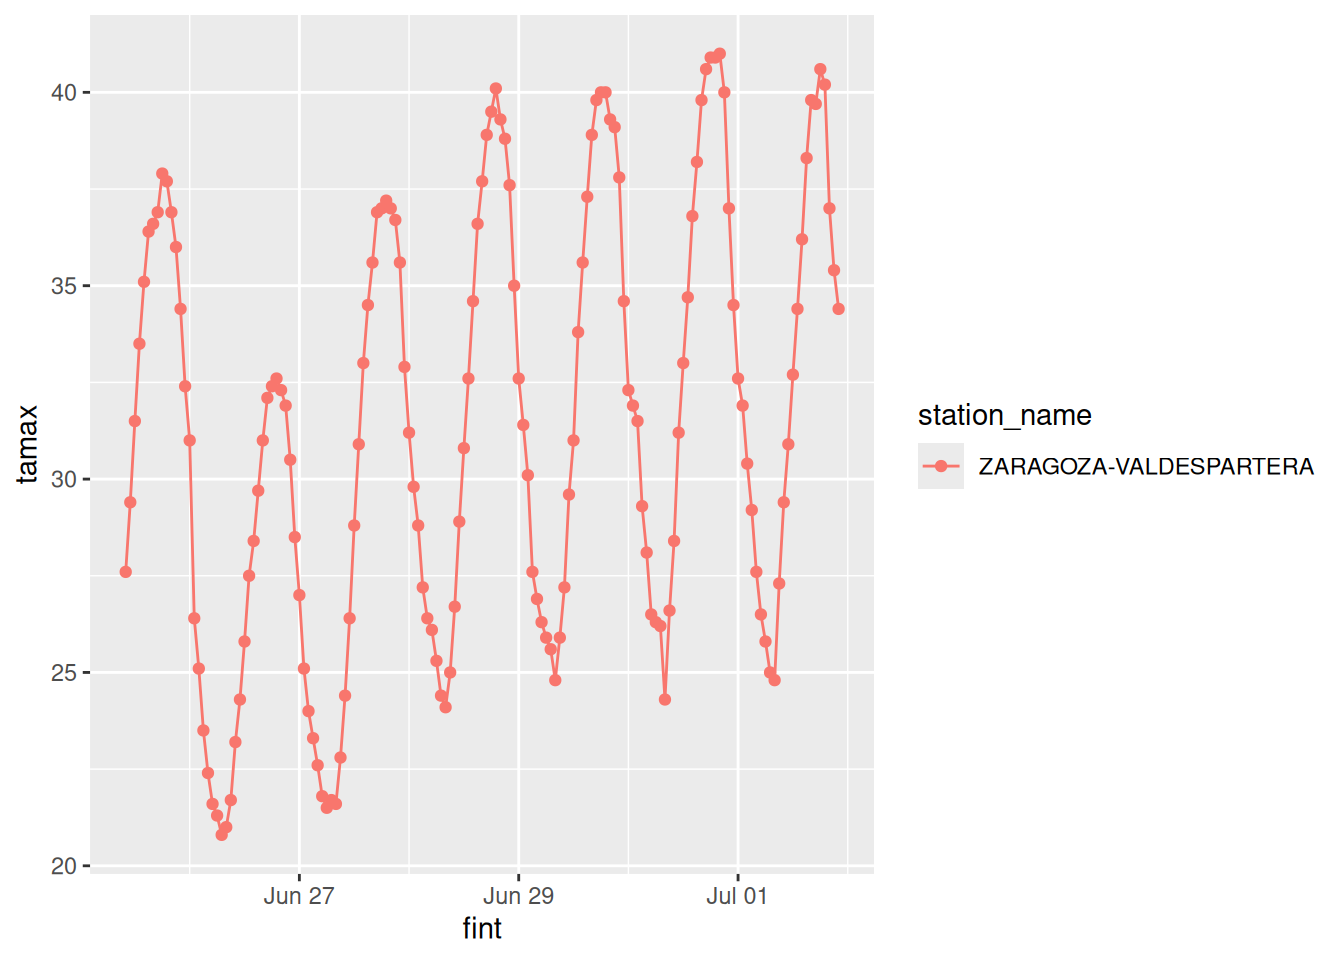 40
35
30
25
20
tamax
Jun 27
Jun 29
Jul 01
fint
station_name
ZARAGOZA-VALDESPARTERA